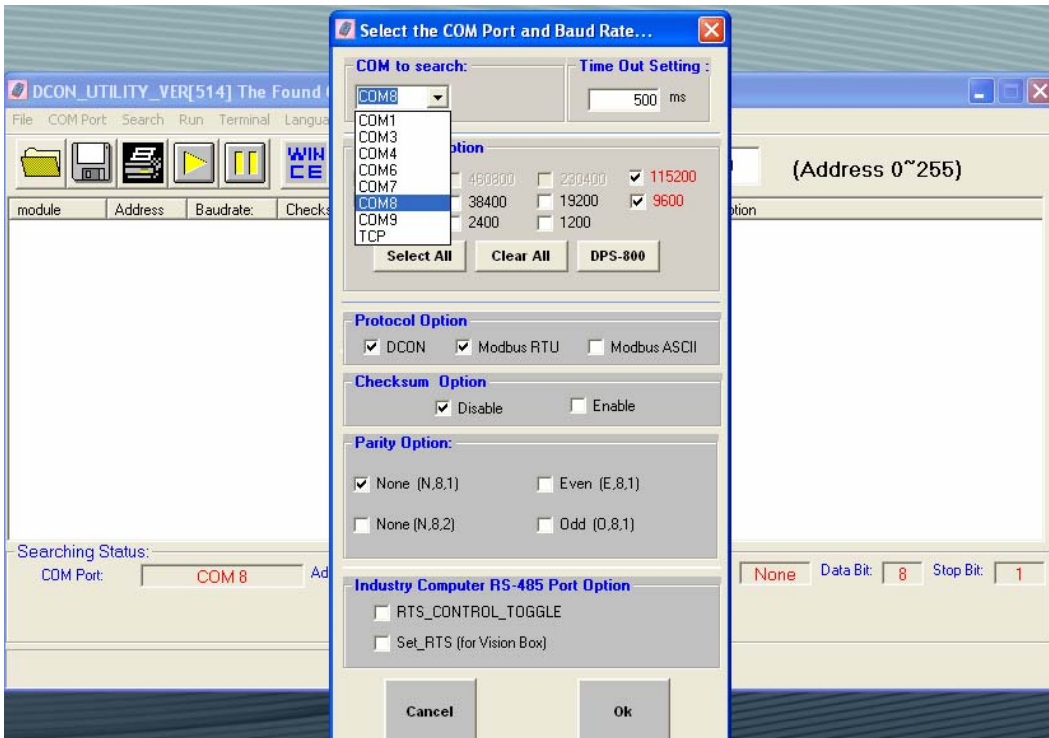 Select the COM Port and Baud Rate...
COM to search:
Time Out Setting :
COM8
500 ms
COM1
COM3
COM4
COM6
COM7
COM8
COM9
TCP
460800 230400 115200
38400 19200 9600
2400 1200
Select All Clear All DPS-800
Protocol Option
DCON Modbus RTU Modbus ASCII
Checksum Option
Disable Enable
Parity Option:
None (N,8,1) Even (E,8,1)
None (N,8,2) Odd (O,8,1)
Industry Computer RS-485 Port Option
RTS_CONTROL_TOGGLE
Set_RTS (for Vision Box)
Cancel Ok
DCON_UTILITY_VER[514] The Found
File COM Port Search Run Terminal
WIN CE
(Address 0~255)
module Address Baudrate:
Searching Status:
COM Port: COM 8
None Data Bit: 8 Stop Bit: 1